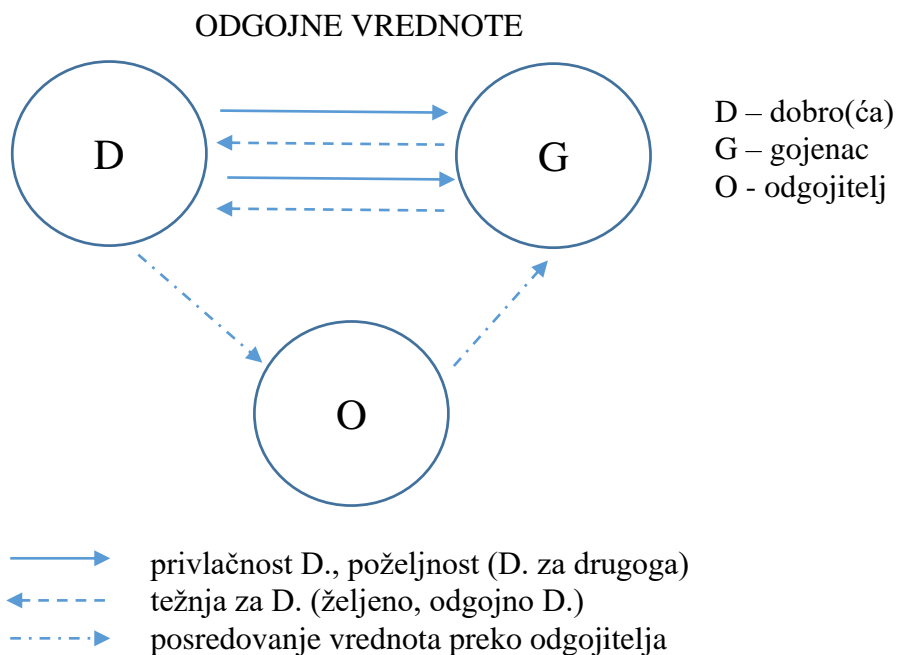 ODGOJNE VREDNOTE
D
G
D – dobro(ća)
G – gojenac
O - odgojitelj
O
privlačnost D., poželjnost (D. za drugoga)
težnja za D. (željeno, odgojno D.)
posredovanje vrednota preko odgojitelja